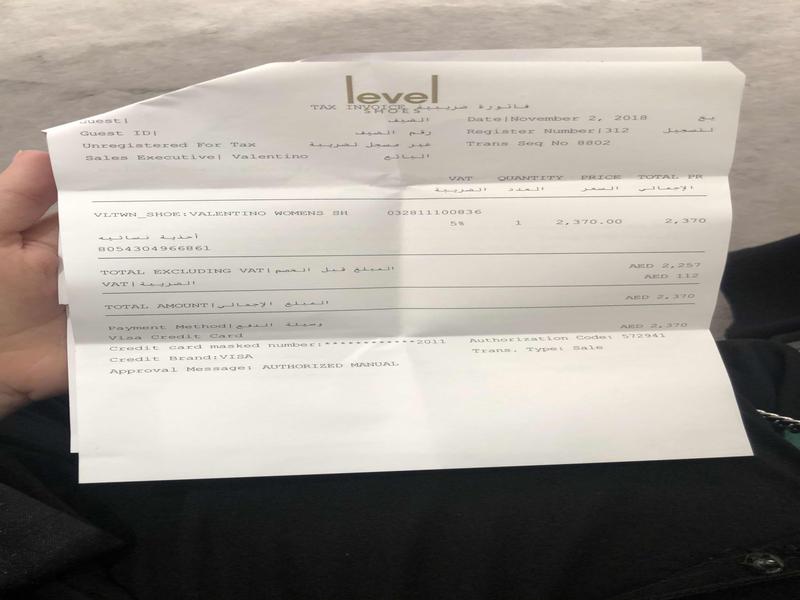 level
SHOES
TAX INVOICE فاتورة ضريبية
Guest| الضيف
Date|November 2, 2018
Guest ID| رقم الضيف
Register Number|312 للتسجيل
Unregistered For Tax غير مسجل لضريبة
Trans Seq No 8802
Sales Executive| Valentino البائع
VAT QUANTITY PRICE TOTAL PR
الضريبة العدد السعر الإجمالي
VLTWN_SHOE:VALENTINO WOMENS SH 032811100836
5% 1 2,370.00 2,370
أحذية نسائيه
8054304966861
TOTAL EXCLUDING VAT| المبلغ قبل الخصم AED 2,257
VAT| الضريبة AED 112
TOTAL AMOUNT| المبلغ الإجمالي AED 2,370
Payment Method| وسيلة الدفع AED 2,370
Visa Credit Card
Credit card masked number:************2011 Authorization Code: 572941
Credit Brand:VISA Trans. Type: Sale
Approval Message: AUTHORIZED MANUAL